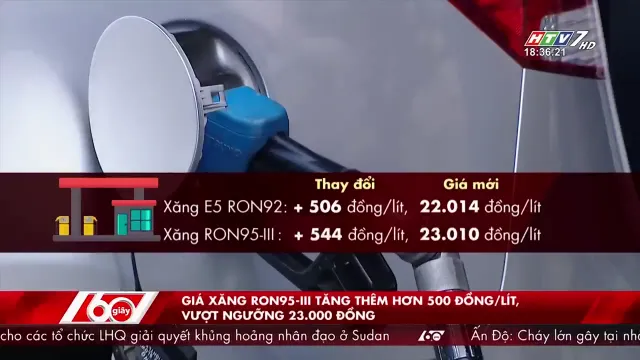 HTV7 HD
18:36:21
Thay đổi Giá mới
Xăng E5 RON92: + 506 đồng/lít, 22.014 đồng/lít
Xăng RON95-III: + 544 đồng/lít, 23.010 đồng/lít
60 giây
GIÁ XĂNG RON95-III TĂNG THÊM HƠN 500 ĐỒNG/LÍT,
VƯỢT NGƯỠNG 23.000 ĐỒNG
cho các tổ chức LHQ giải quyết khủng hoảng nhân đạo ở Sudan 60 Ấn Độ: Cháy lớn gây tại